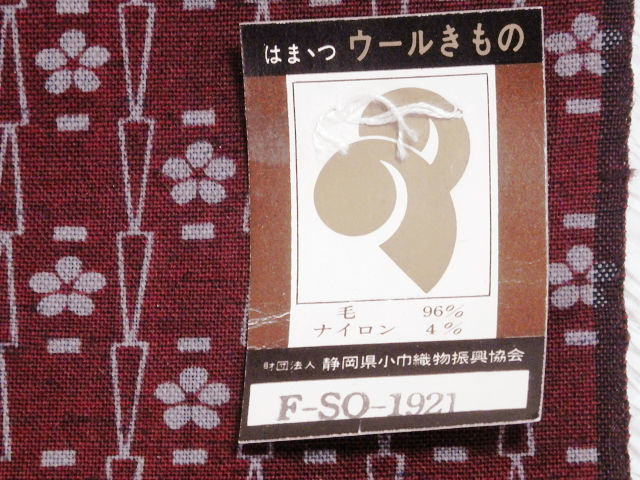 はまゝつ ウールきもの
毛 96%
ナイロン 4%
財団法人 静岡県小巾織物振興協会
F-SO-1921